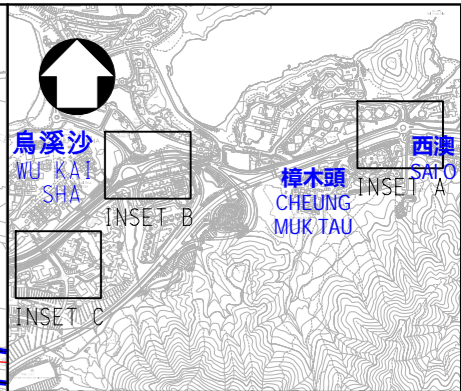 烏溪沙
WU KAI
SHA
INSET B
樟木頭
CHEUNG
MUK TAU
西澳
SAI O
INSET A
INSET C